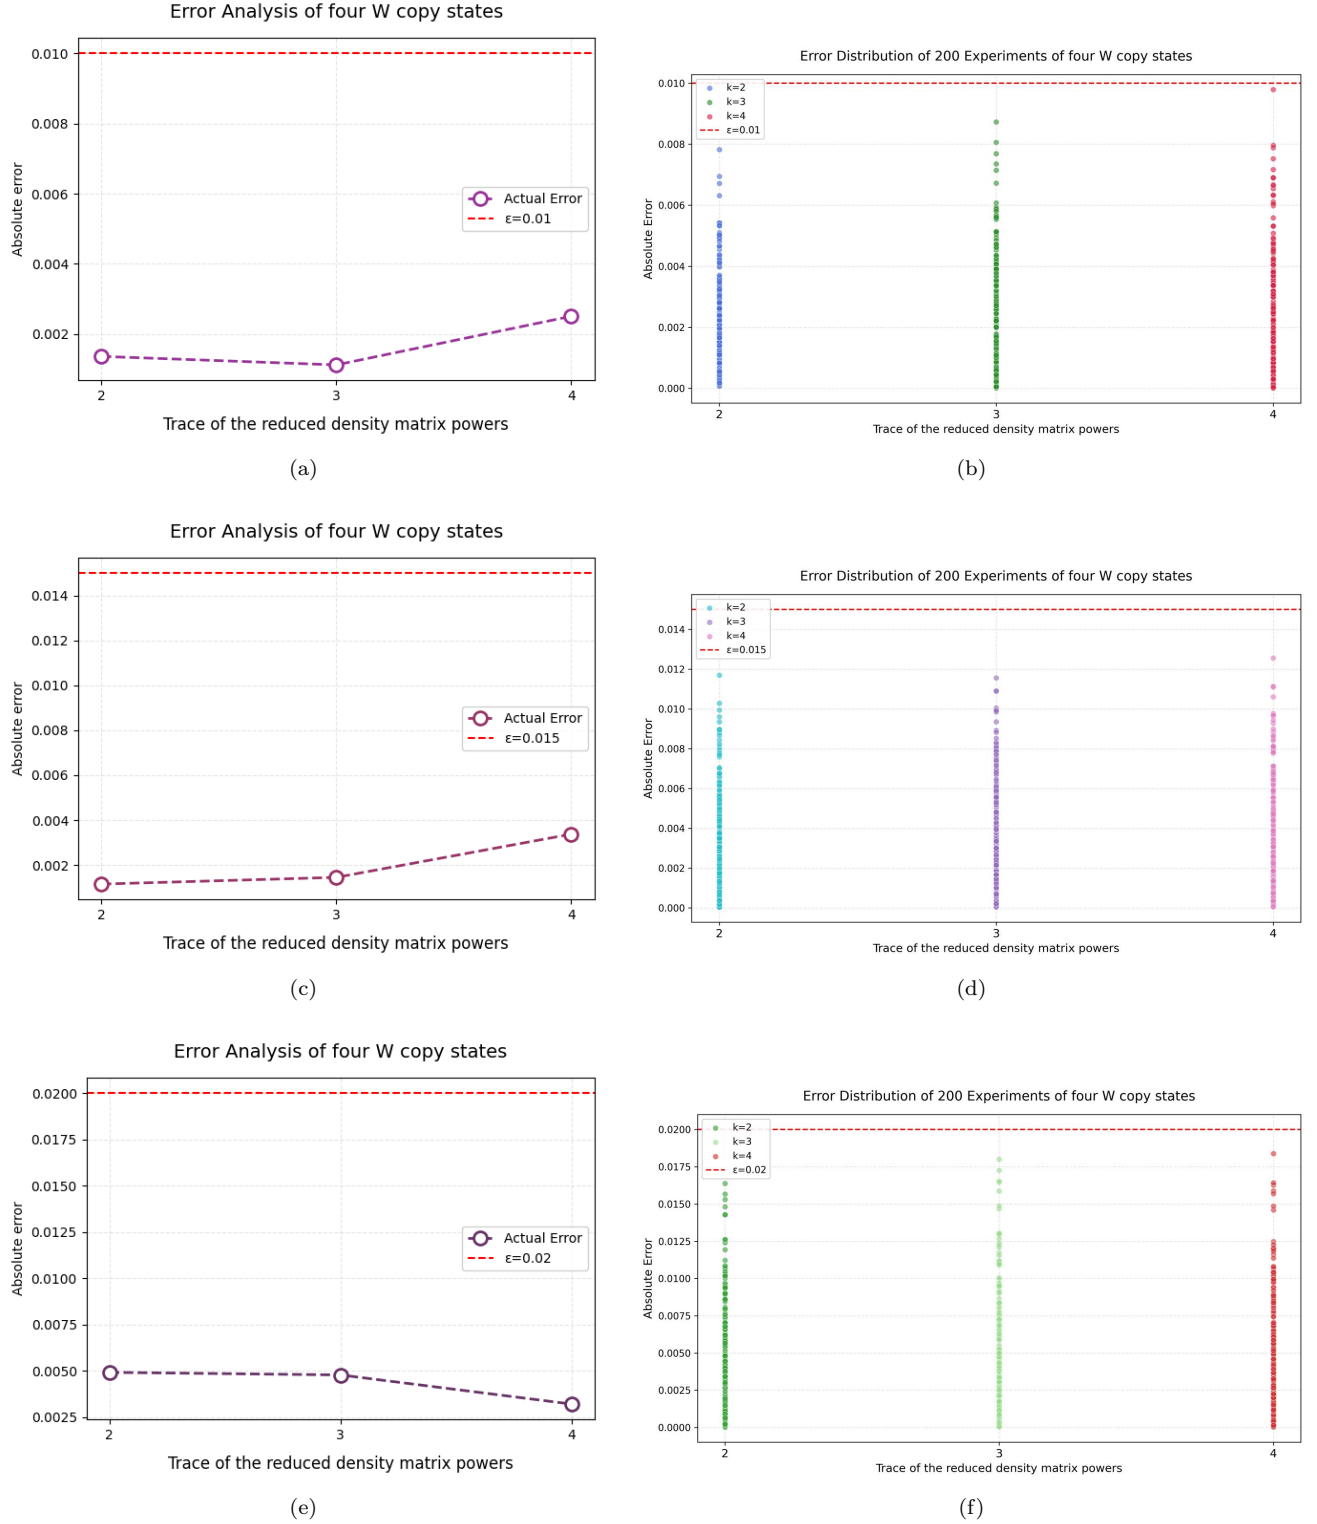 Error Analysis of four W copy states
0.010
0.008
0.006
0.004
0.002
Absolute error
Actual Error
ε=0.01
2
3
4
Trace of the reduced density matrix powers
(a)
Error Distribution of 200 Experiments of four W copy states
0.010
0.008
0.006
0.004
0.002
0.000
Absolute Error
k=2
k=3
k=4
ε=0.01
2
3
4
Trace of the reduced density matrix powers
(b)
Error Analysis of four W copy states
0.014
0.012
0.010
0.008
0.006
0.004
0.002
Absolute error
Actual Error
ε=0.015
2
3
4
Trace of the reduced density matrix powers
(c)
Error Distribution of 200 Experiments of four W copy states
0.014
0.012
0.010
0.008
0.006
0.004
0.002
0.000
Absolute Error
k=2
k=3
k=4
ε=0.015
2
3
4
Trace of the reduced density matrix powers
(d)
Error Analysis of four W copy states
0.0200
0.0175
0.0150
0.0125
0.0100
0.0075
0.0050
0.0025
Absolute error
Actual Error
ε=0.02
2
3
4
Trace of the reduced density matrix powers
(e)
Error Distribution of 200 Experiments of four W copy states
0.0200
0.0175
0.0150
0.0125
0.0100
0.0075
0.0050
0.0025
0.0000
Absolute Error
k=2
k=3
k=4
ε=0.02
2
3
4
Trace of the reduced density matrix powers
(f)